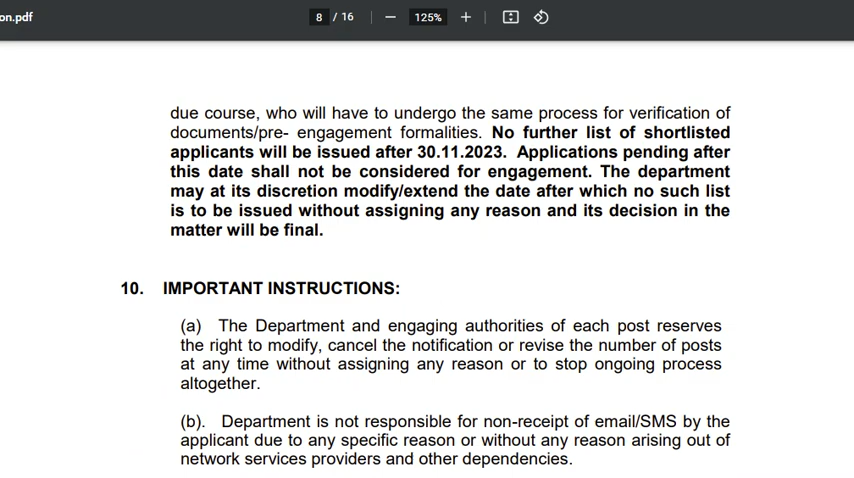 on.pdf
8 / 16
125%
due course, who will have to undergo the same process for verification of
documents/pre- engagement formalities. No further list of shortlisted
applicants will be issued after 30.11.2023. Applications pending after
this date shall not be considered for engagement. The department
may at its discretion modify/extend the date after which no such list
is to be issued without assigning any reason and its decision in the
matter will be final.
10. IMPORTANT INSTRUCTIONS:
(a) The Department and engaging authorities of each post reserves
the right to modify, cancel the notification or revise the number of posts
at any time without assigning any reason or to stop ongoing process
altogether.
(b). Department is not responsible for non-receipt of email/SMS by the
applicant due to any specific reason or without any reason arising out of
network services providers and other dependencies.